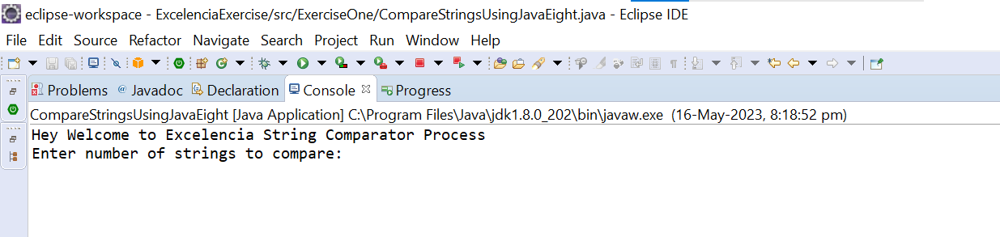 eclipse-workspace - ExcelenciaExercise/src/ExerciseOne/CompareStringsUsingJavaEight.java - Eclipse IDE
File Edit Source Refactor Navigate Search Project Run Window Help
Problems @ Javadoc Declaration Console Progress
CompareStringsUsingJavaEight [Java Application] C:\Program Files\Java\jdk1.8.0_202\bin\javaw.exe (16-May-2023, 8:18:52 pm)
Hey Welcome to Excelencia String Comparator Process
Enter number of strings to compare: